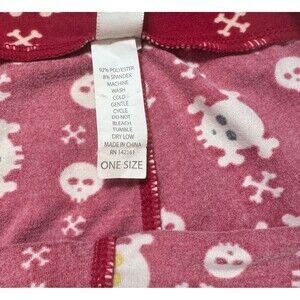 92% POLYESTER
8% SPANDEX
MACHINE
WASH
COLD
GENTLE
CYCLE
DO NOT
BLEACH
TUMBLE
DRY LOW
MADE IN CHINA
RN 142161
ONE SIZE